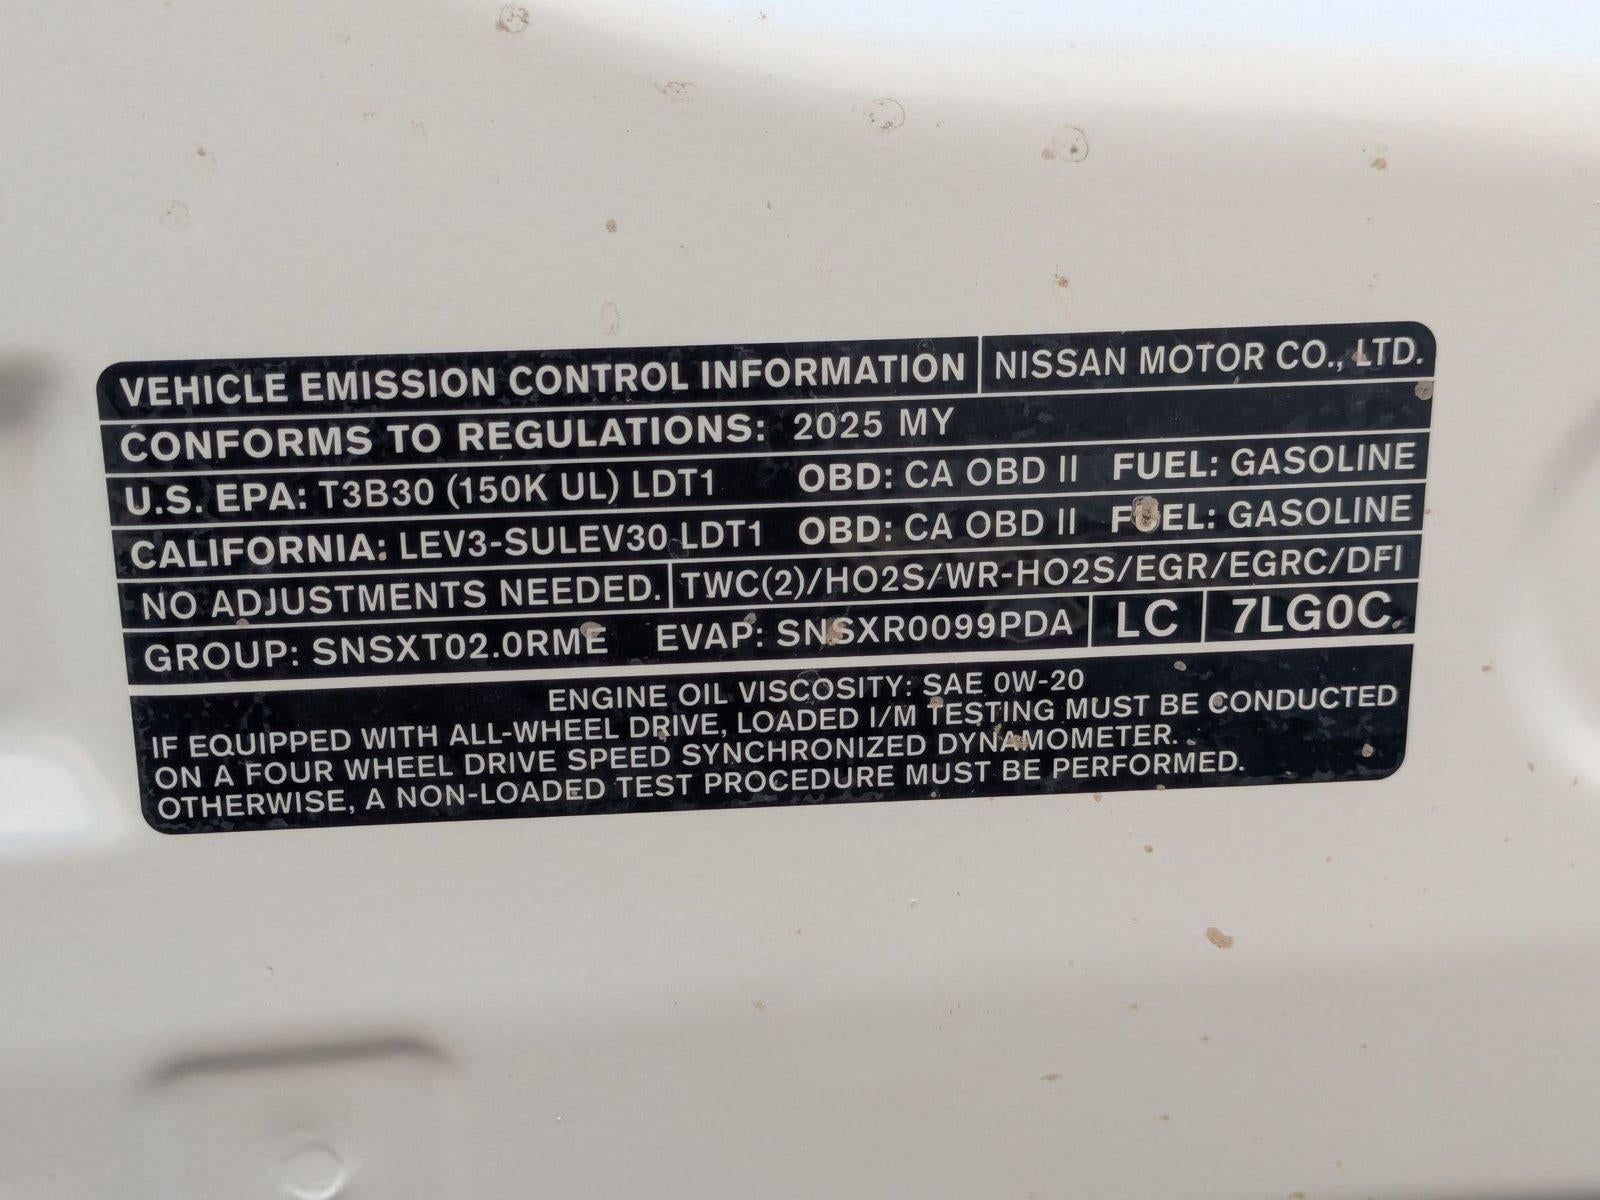 VEHICLE EMISSION CONTROL INFORMATION NISSAN MOTOR CO., LTD.
CONFORMS TO REGULATIONS: 2025 MY
U.S. EPA: T3B30 (150K UL) LDT1 OBD: CA OBD II FUEL: GASOLINE
CALIFORNIA: LEV3-SULEV30 LDT1 OBD: CA OBD II FUEL: GASOLINE
NO ADJUSTMENTS NEEDED. TWC(2)/HO2S/WR-HO2S/EGR/EGRC/DFI
GROUP: SNSXT02.0RME EVAP: SNSXR0099PDA LC 7LG0C
ENGINE OIL VISCOSITY: SAE 0W-20
IF EQUIPPED WITH ALL-WHEEL DRIVE, LOADED I/M TESTING MUST BE CONDUCTED
ON A FOUR WHEEL DRIVE SPEED SYNCHRONIZED DYNAMOMETER.
OTHERWISE, A NON-LOADED TEST PROCEDURE MUST BE PERFORMED.